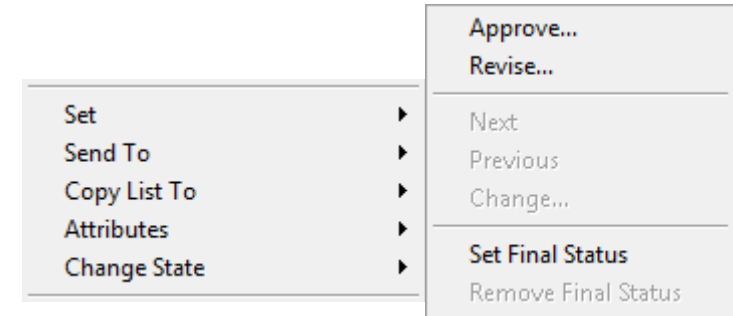 Set
Send To
Copy List To
Attributes
Change State
Approve...
Revise...
Next
Previous
Change...
Set Final Status
Remove Final Status